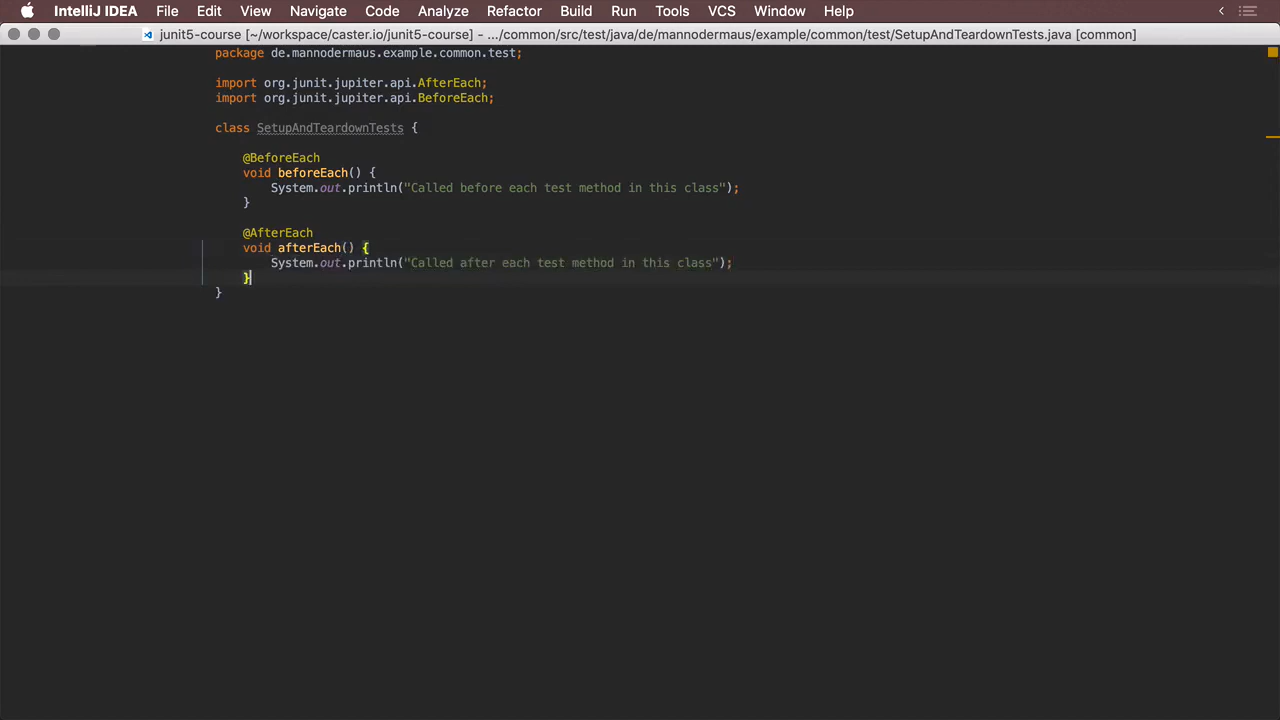 IntelliJ IDEA File Edit View Navigate Code Analyze Refactor Build Run Tools VCS Window Help
junit5-course [~/workspace/caster.io/junit5-course] – .../common/src/test/java/de/mannodermaus/example/common/test/SetupAndTeardownTests.java [common]
package de.mannodermaus.example.common.test;
import org.junit.jupiter.api.AfterEach;
import org.junit.jupiter.api.BeforeEach;
class SetupAndTeardownTests {
@BeforeEach
void beforeEach() {
System.out.println("Called before each test method in this class");
}
@AfterEach
void afterEach() {
System.out.println("Called after each test method in this class");
}
}